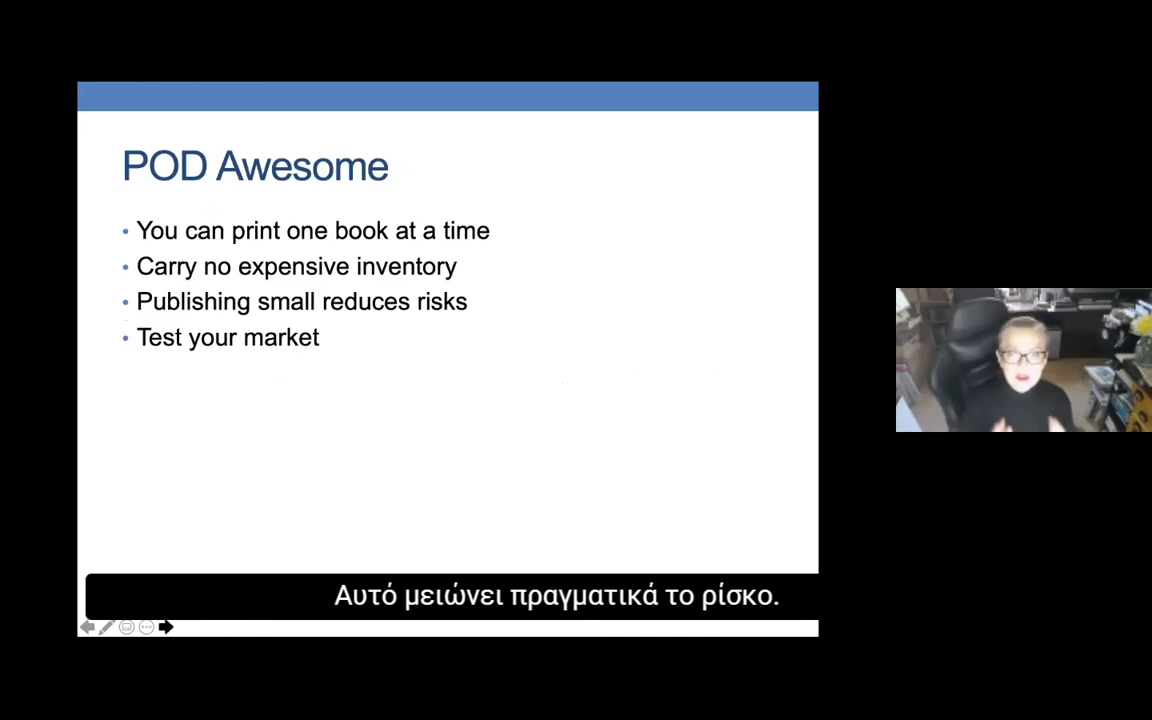 POD Awesome
• You can print one book at a time
• Carry no expensive inventory
• Publishing small reduces risks
• Test your market
Αυτό μειώνει πραγματικά το ρίσκο.